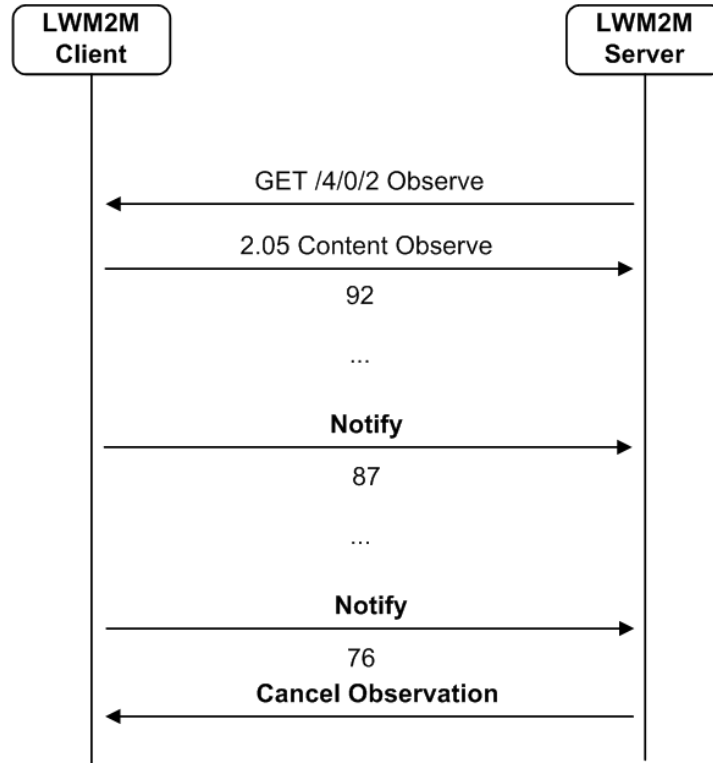 LWM2M
Client
LWM2M
Server
GET /4/0/2 Observe
2.05 Content Observe
92
...
Notify
87
...
Notify
76
Cancel Observation